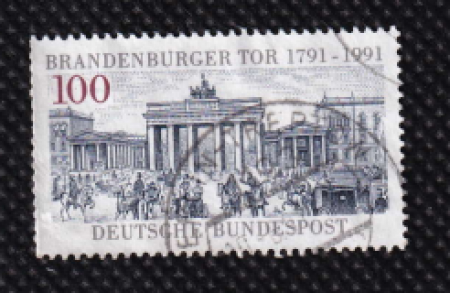 BRANDENBURGER TOR 1791-1991
100
DEUTSCHE BUNDESPOST